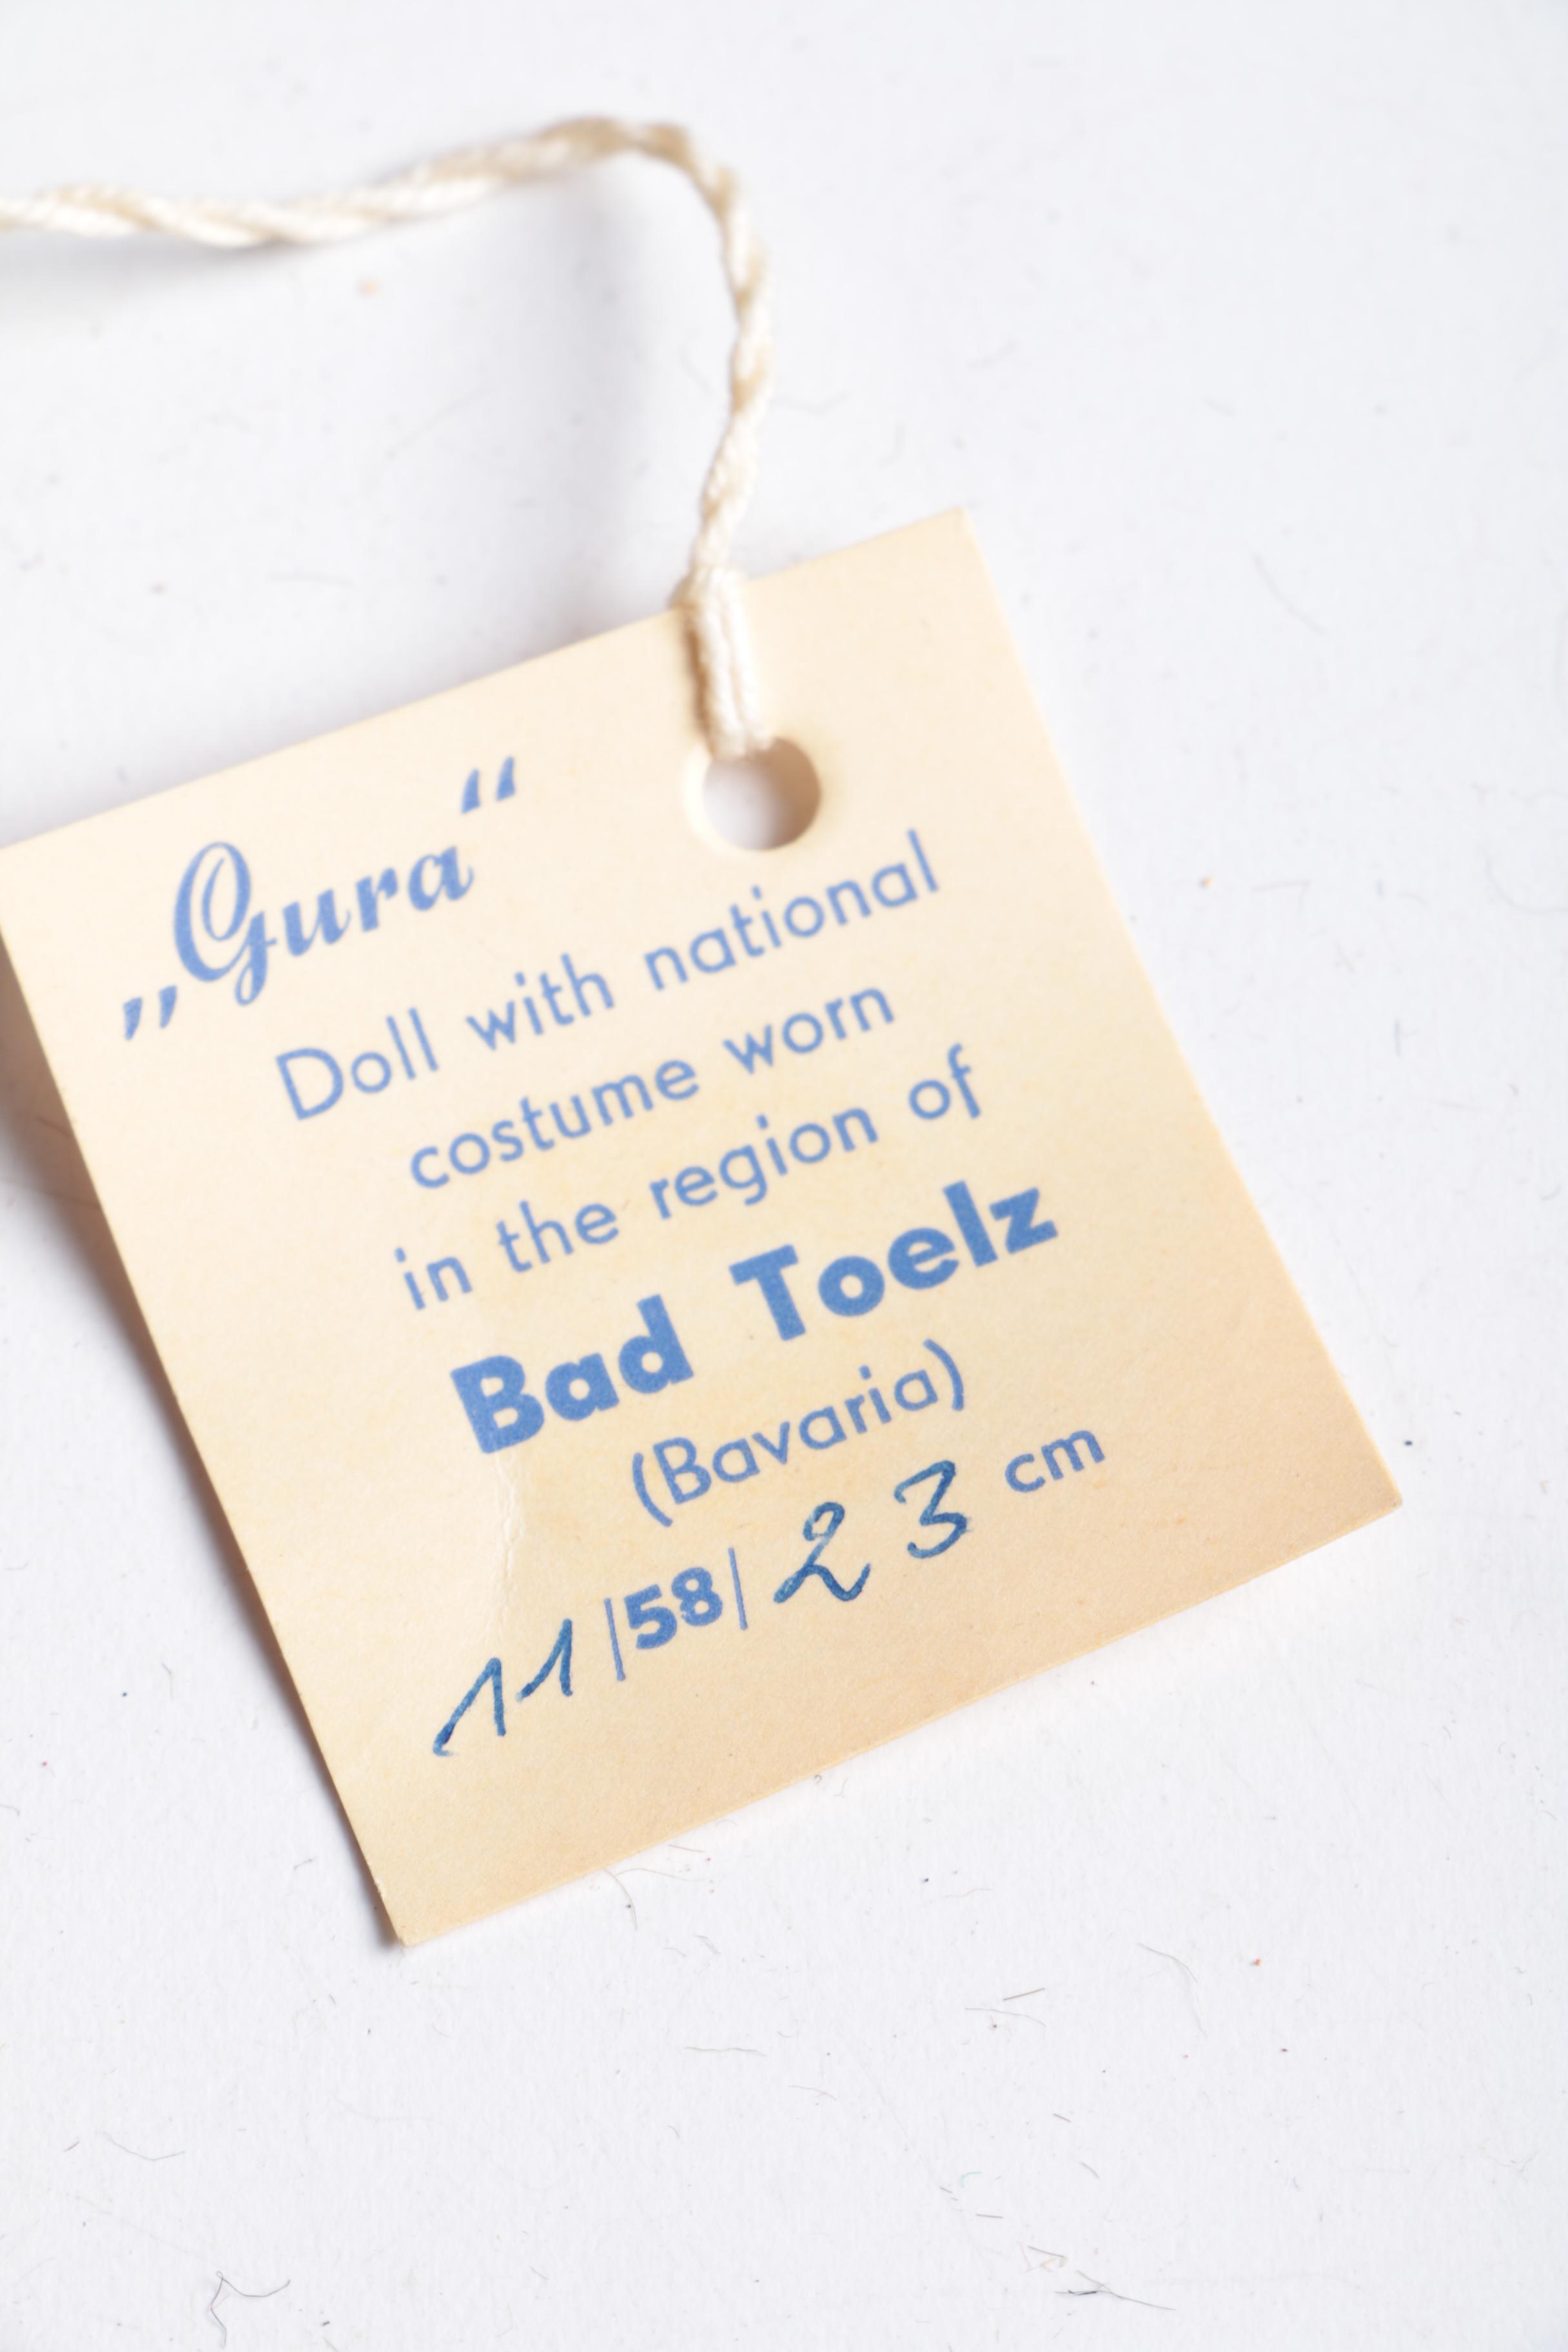 „Gura“
Doll with national
costume worn
in the region of
Bad Toelz
(Bavaria)
11|58|23 cm